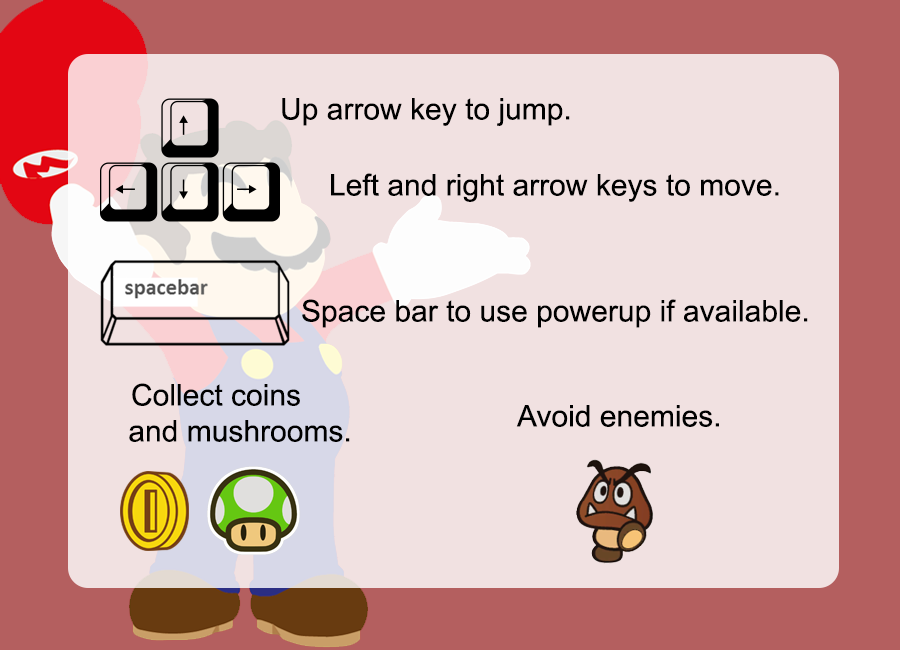 Up arrow key to jump.
Left and right arrow keys to move.
spacebar
Space bar to use powerup if available.
Collect coins
and mushrooms.
Avoid enemies.
M